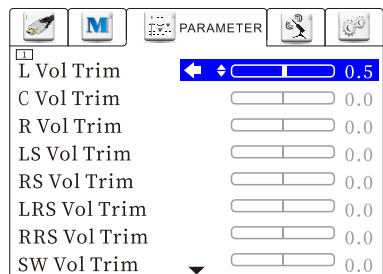 M PARAMETER
1
L Vol Trim 0.5
C Vol Trim 0.0
R Vol Trim 0.0
LS Vol Trim 0.0
RS Vol Trim 0.0
LRS Vol Trim 0.0
RRS Vol Trim 0.0
SW Vol Trim 0.0